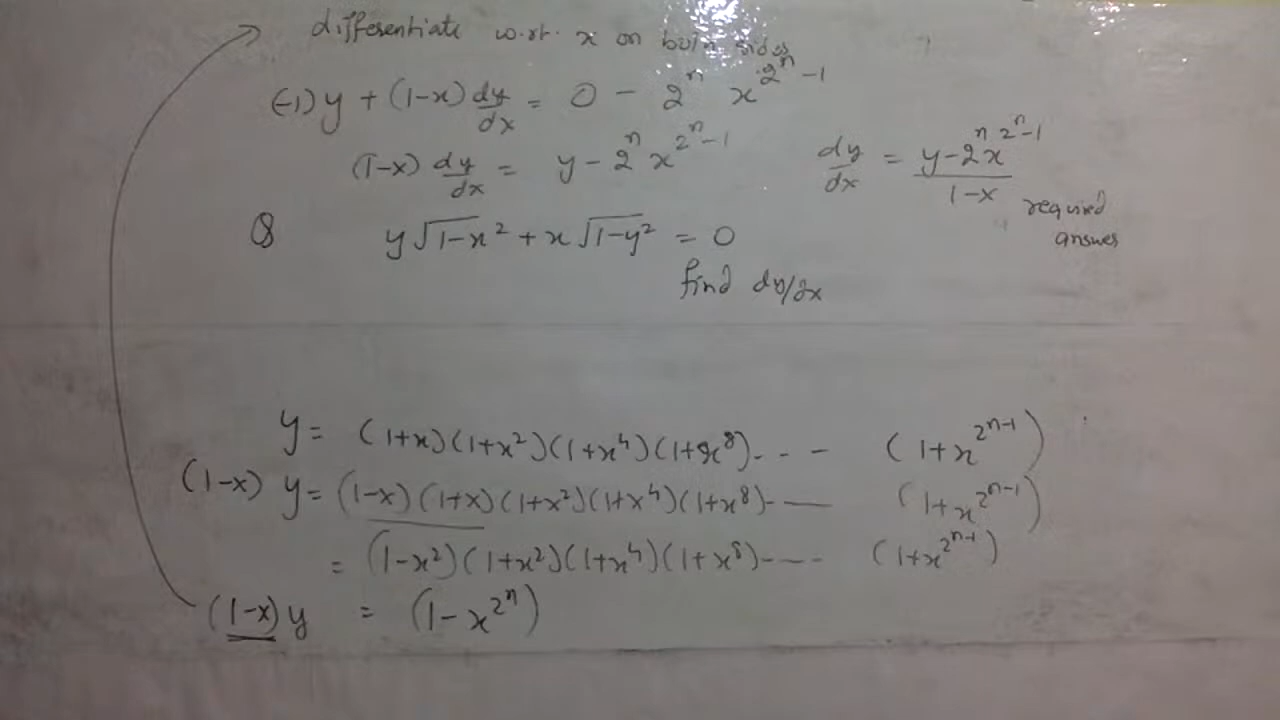 differentiate w.r.t. x on both sides
(-1)y + (1-x) dy/dx = 0 - 2^n x^(2^n - 1)
(1-x) dy/dx = y - 2^n x^(2^n - 1)
dy/dx = (y - 2^n x^(2^n - 1))/(1-x) required
answer
Q y√(1-x²) + x√(1-y²) = 0
find dy/dx
y = (1+x)(1+x²)(1+x⁴)(1+x⁸)---- (1+x^(2^(n-1)))
(1-x) y = (1-x)(1+x)(1+x²)(1+x⁴)(1+x⁸)---- (1+x^(2^(n-1)))
= (1-x²)(1+x²)(1+x⁴)(1+x⁸)---- (1+x^(2^(n-1)))
(1-x)y = (1-x^(2^n))